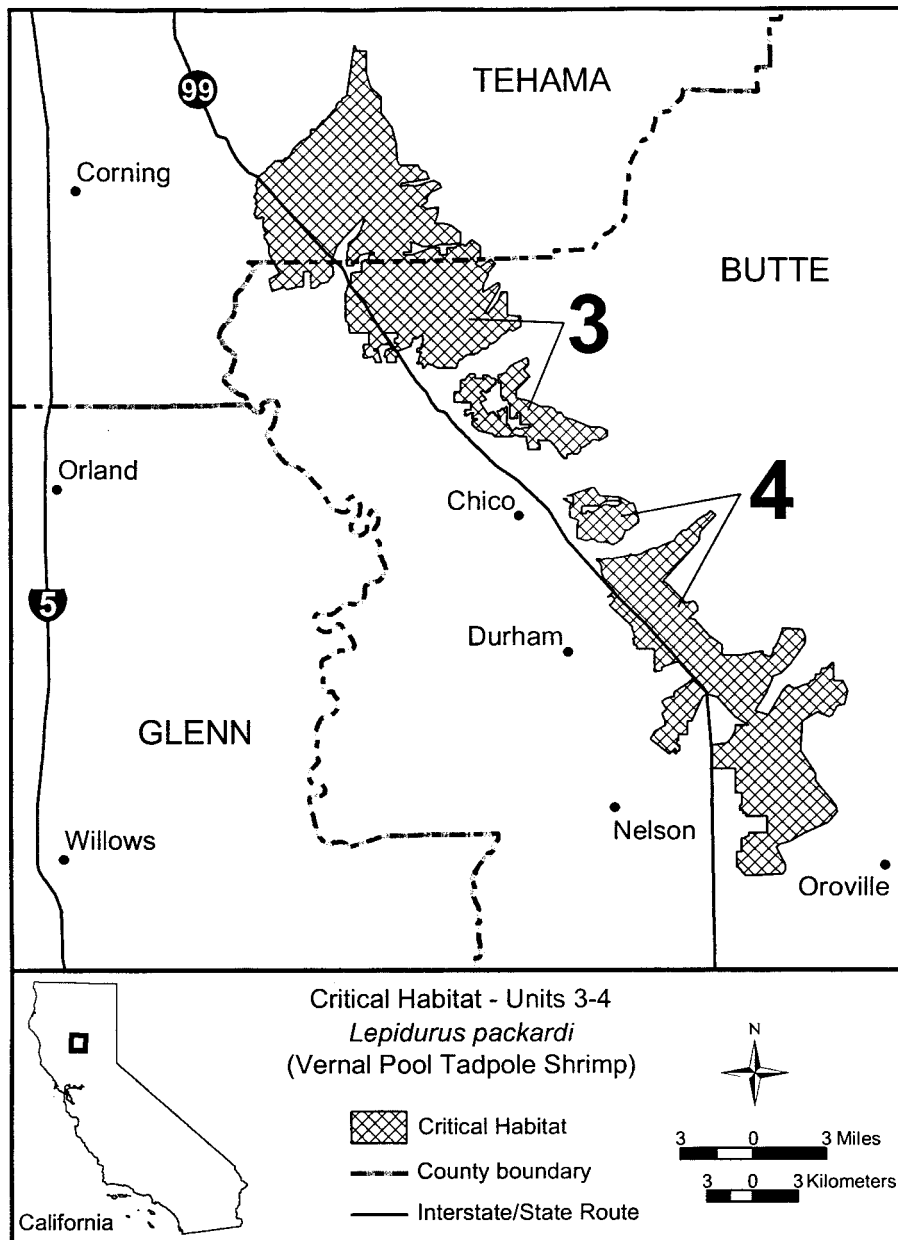 TEHAMA
99
Corning
BUTTE
3
Orland
Chico
4
5
Durham
GLENN
Nelson
Willows
Oroville
Critical Habitat - Units 3-4
Lepidurus packardi
(Vernal Pool Tadpole Shrimp)
N
Critical Habitat
County boundary
Interstate/State Route
3 0 3 Miles
3 0 3 Kilometers
California